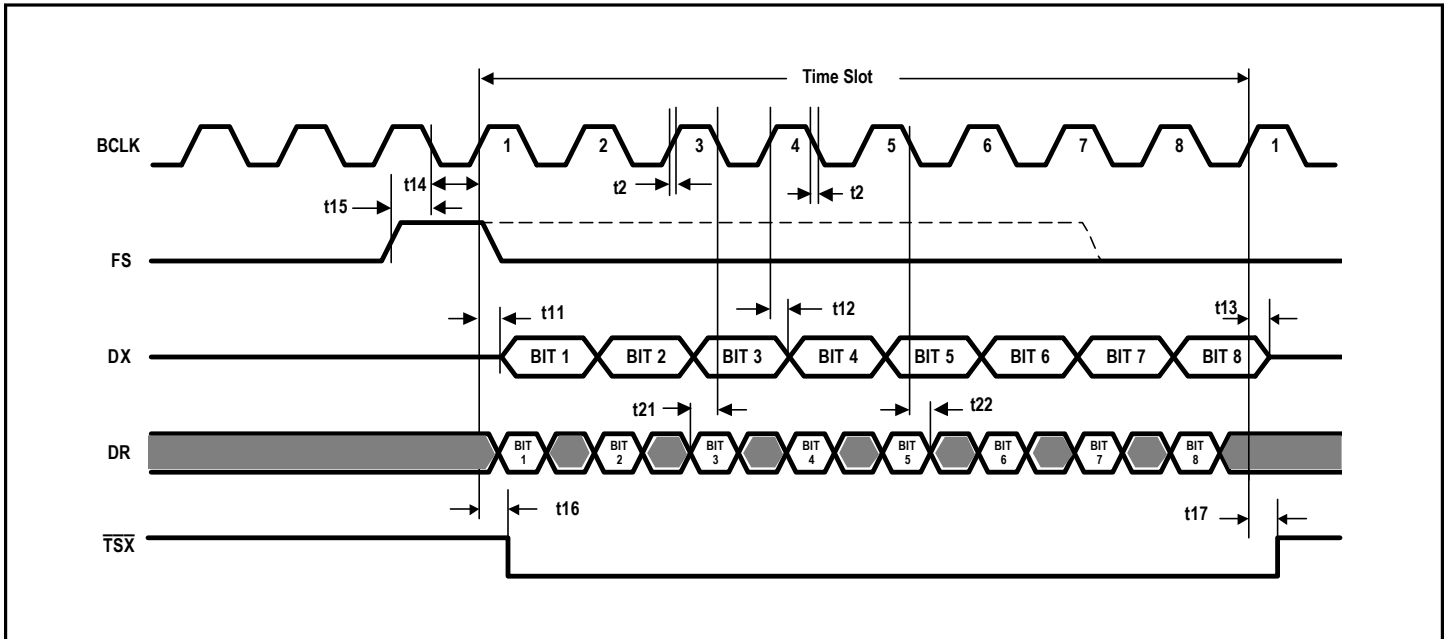 Time Slot
BCLK
1 2 3 4 5 6 7 8 1
t14
t2
t2
t15
FS
t11
t12
t13
DX
BIT 1 BIT 2 BIT 3 BIT 4 BIT 5 BIT 6 BIT 7 BIT 8
t21
t22
DR
BIT 1 BIT 2 BIT 3 BIT 4 BIT 5 BIT 6 BIT 7 BIT 8
t16
t17
TSX